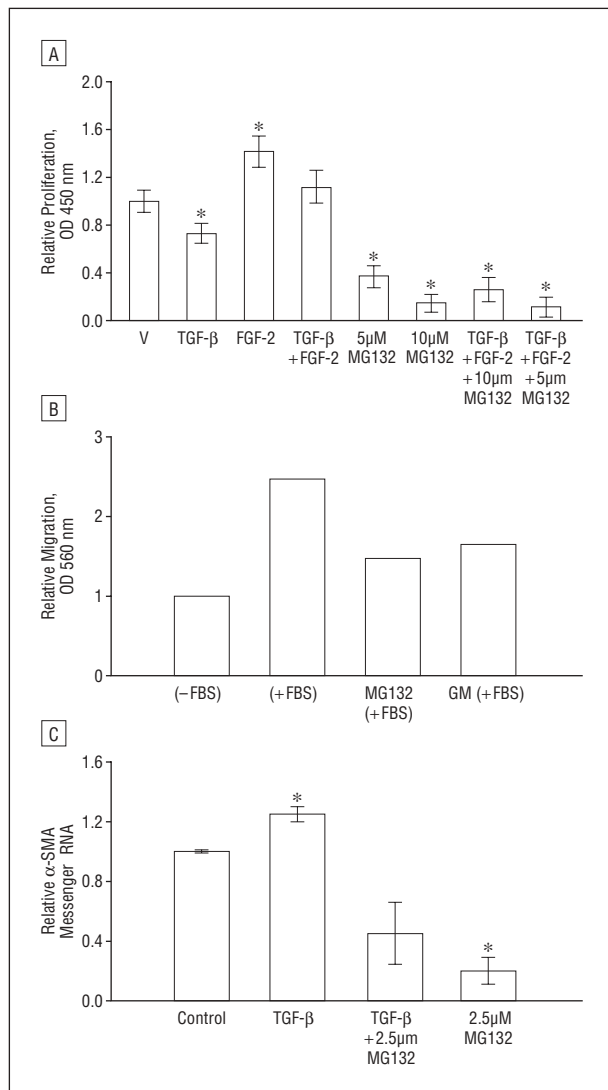 A
Relative Proliferation,
OD 450 nm
2.0
1.6
1.2
0.8
0.4
0.0
*
*
*
*
*
*
V
TGF-β
FGF-2
TGF-β
+FGF-2
5μM
MG132
10μM
MG132
TGF-β
+FGF-2
+10μm
MG132
TGF-β
+FGF-2
+5μm
MG132
B
Relative Migration,
OD 560 nm
3
2
1
0
(–FBS)
(+FBS)
MG132
(+FBS)
GM (+FBS)
C
Relative α-SMA
Messenger RNA
1.6
1.2
0.8
0.4
0.0
*
*
Control
TGF-β
TGF-β
+2.5μm
MG132
2.5μM
MG132